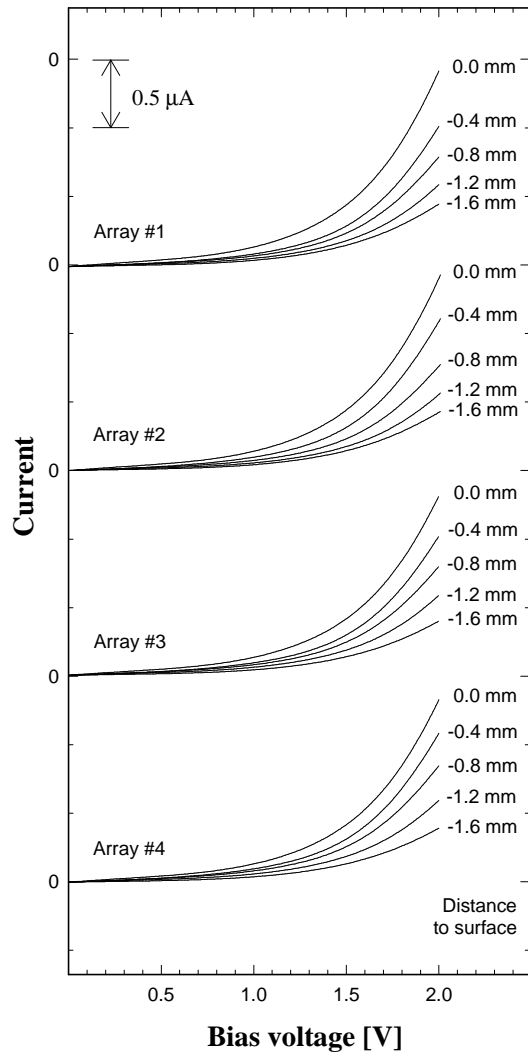 0
0.5 μA
0.0 mm
-0.4 mm
-0.8 mm
-1.2 mm
-1.6 mm
Array #1
0
0.0 mm
-0.4 mm
-0.8 mm
-1.2 mm
-1.6 mm
Array #2
0
0.0 mm
-0.4 mm
-0.8 mm
-1.2 mm
-1.6 mm
Array #3
0
0.0 mm
-0.4 mm
-0.8 mm
-1.2 mm
-1.6 mm
Array #4
0
Distance
to surface
Current
0.5
1.0
1.5
2.0
Bias voltage [V]